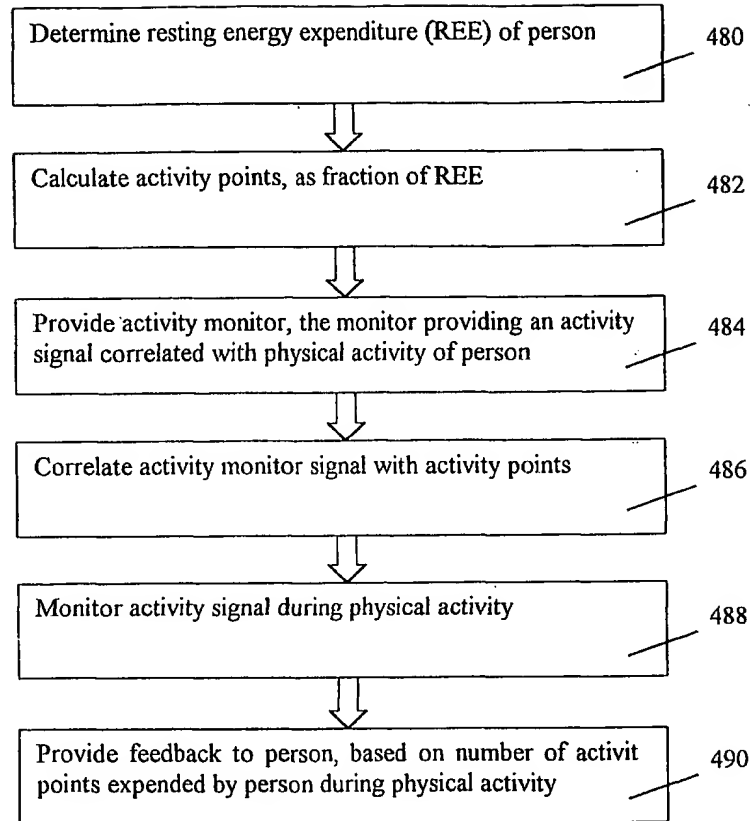 Determine resting energy expenditure (REE) of person
480
Calculate activity points, as fraction of REE
482
Provide activity monitor, the monitor providing an activity
signal correlated with physical activity of person
484
Correlate activity monitor signal with activity points
486
Monitor activity signal during physical activity
488
Provide feedback to person, based on number of activit
points expended by person during physical activity
490